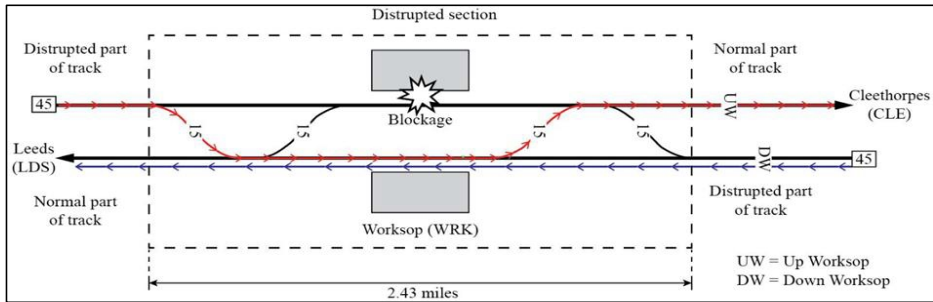 Distrupted section
Distrupted part
of track
Normal part
of track
45
UW
Cleethorpes
(CLE)
15
15
Blockage
15
15
Leeds
(LDS)
DW
45
Normal part
of track
Distrupted part
of track
Worksop (WRK)
UW = Up Worksop
DW = Down Worksop
2.43 miles